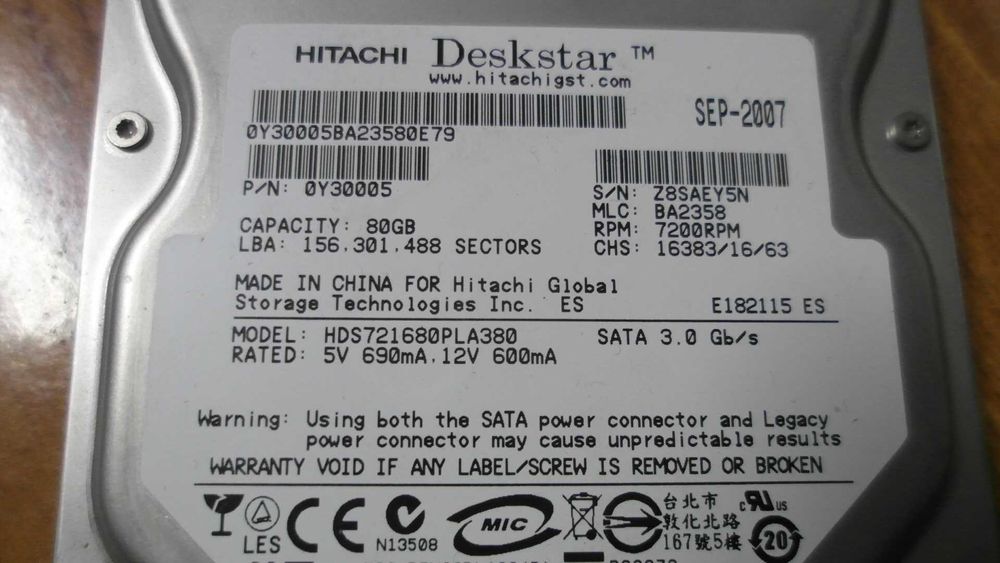 HITACHI Deskstar™
www.hitachigst.com
SEP-2007
0Y30005BA23580E79
P/N: 0Y30005
S/N: Z8SAEY5N
MLC: BA2358
RPM: 7200RPM
CHS: 16383/16/63
CAPACITY: 80GB
LBA: 156.301.488 SECTORS
MADE IN CHINA FOR Hitachi Global
Storage Technologies Inc. ES E182115 ES
MODEL: HDS721680PLA380 SATA 3.0 Gb/s
RATED: 5V 690mA.12V 600mA
Warning: Using both the SATA power connector and Legacy
power connector may cause unpredictable results
WARRANTY VOID IF ANY LABEL/SCREW IS REMOVED OR BROKEN
LES
CE
N13508
MIC
台北市
敦化北路
167號5樓
c RU us
20